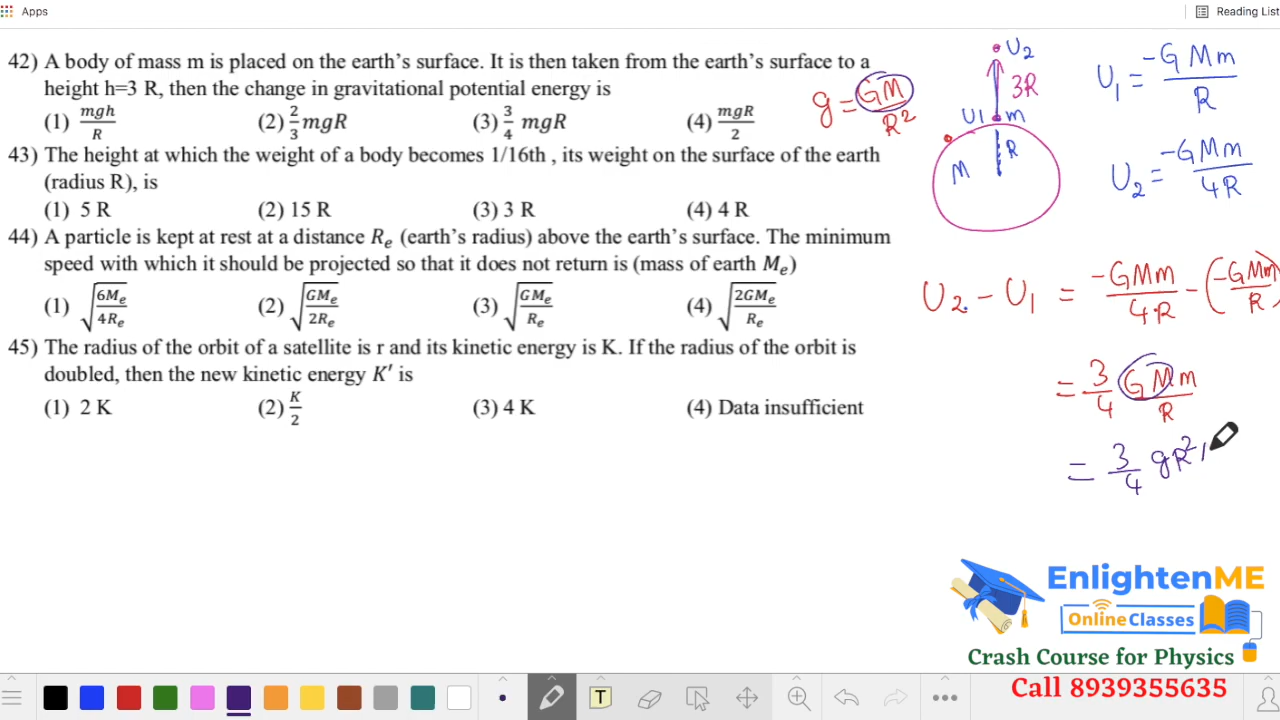 Apps
Reading List
42) A body of mass m is placed on the earth's surface. It is then taken from the earth's surface to a
height h=3 R, then the change in gravitational potential energy is
(1) mgh/R (2) 2/3 mgR (3) 3/4 mgR (4) mgR/2
43) The height at which the weight of a body becomes 1/16th , its weight on the surface of the earth
(radius R), is
(1) 5 R (2) 15 R (3) 3 R (4) 4 R
44) A particle is kept at rest at a distance Rₑ (earth's radius) above the earth's surface. The minimum
speed with which it should be projected so that it does not return is (mass of earth Mₑ)
(1) √(6Mₑ/4Rₑ) (2) √(GMₑ/2Rₑ) (3) √(GMₑ/Rₑ) (4) √(2GMₑ/Rₑ)
45) The radius of the orbit of a satellite is r and its kinetic energy is K. If the radius of the orbit is
doubled, then the new kinetic energy K′ is
(1) 2 K (2) K/2 (3) 4 K (4) Data insufficient
g = GM/R²
U2
3R
U1 m
R
M
U₁ = -GMm/R
U₂ = -GMm/4R
U₂ - U₁ = -GMm/4R - (-GMm/R)
= 3/4 GMm/R
= 3/4 gR²
EnlightenME
OnlineClasses
Crash Course for Physics
Call 8939355635
T